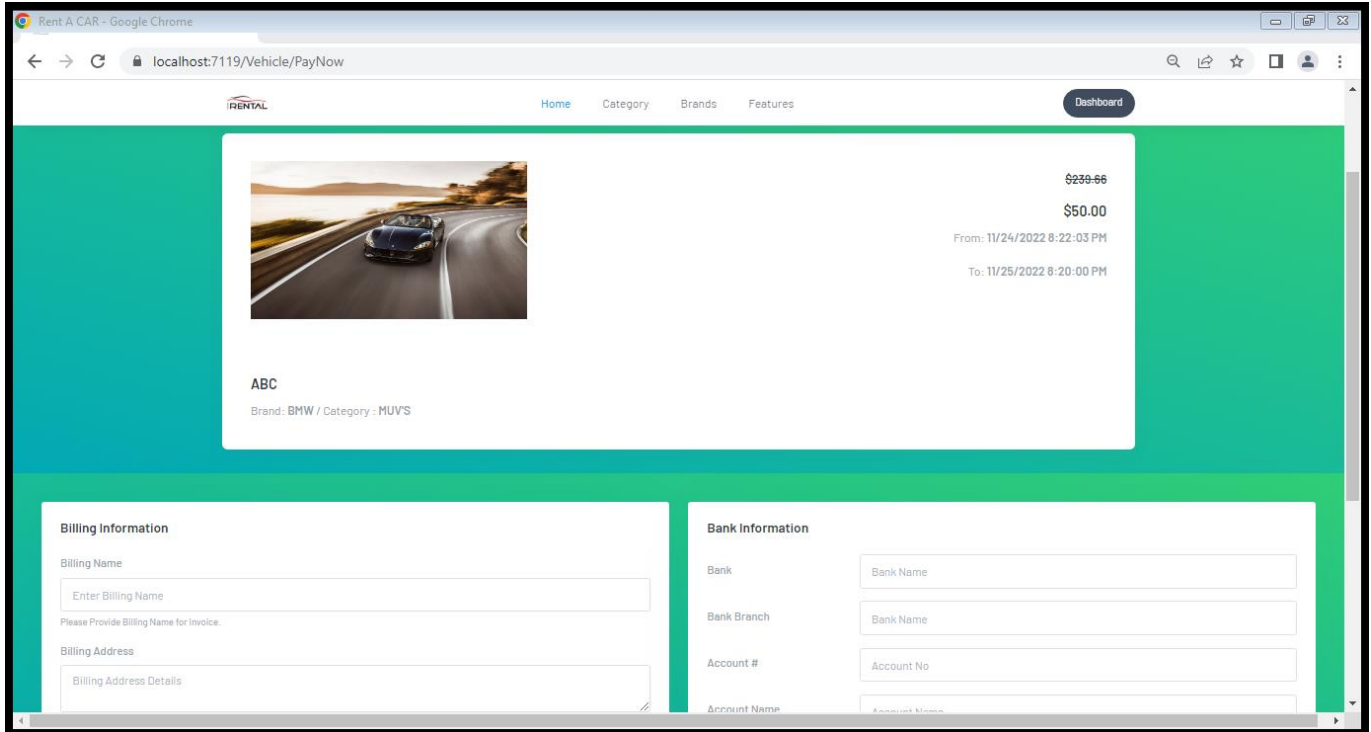 Rent A CAR - Google Chrome
localhost:7119/Vehicle/PayNow
RENTAL
Home Category Brands Features
Dashboard
$239.66
$50.00
From: 11/24/2022 8:22:03 PM
To: 11/25/2022 8:20:00 PM
ABC
Brand: BMW / Category : MUV'S
Billing Information
Billing Name
Enter Billing Name
Please Provide Billing Name for Invoice.
Billing Address
Billing Address Details
Bank Information
Bank
Bank Name
Bank Branch
Bank Name
Account #
Account No
Account Name
Account Name